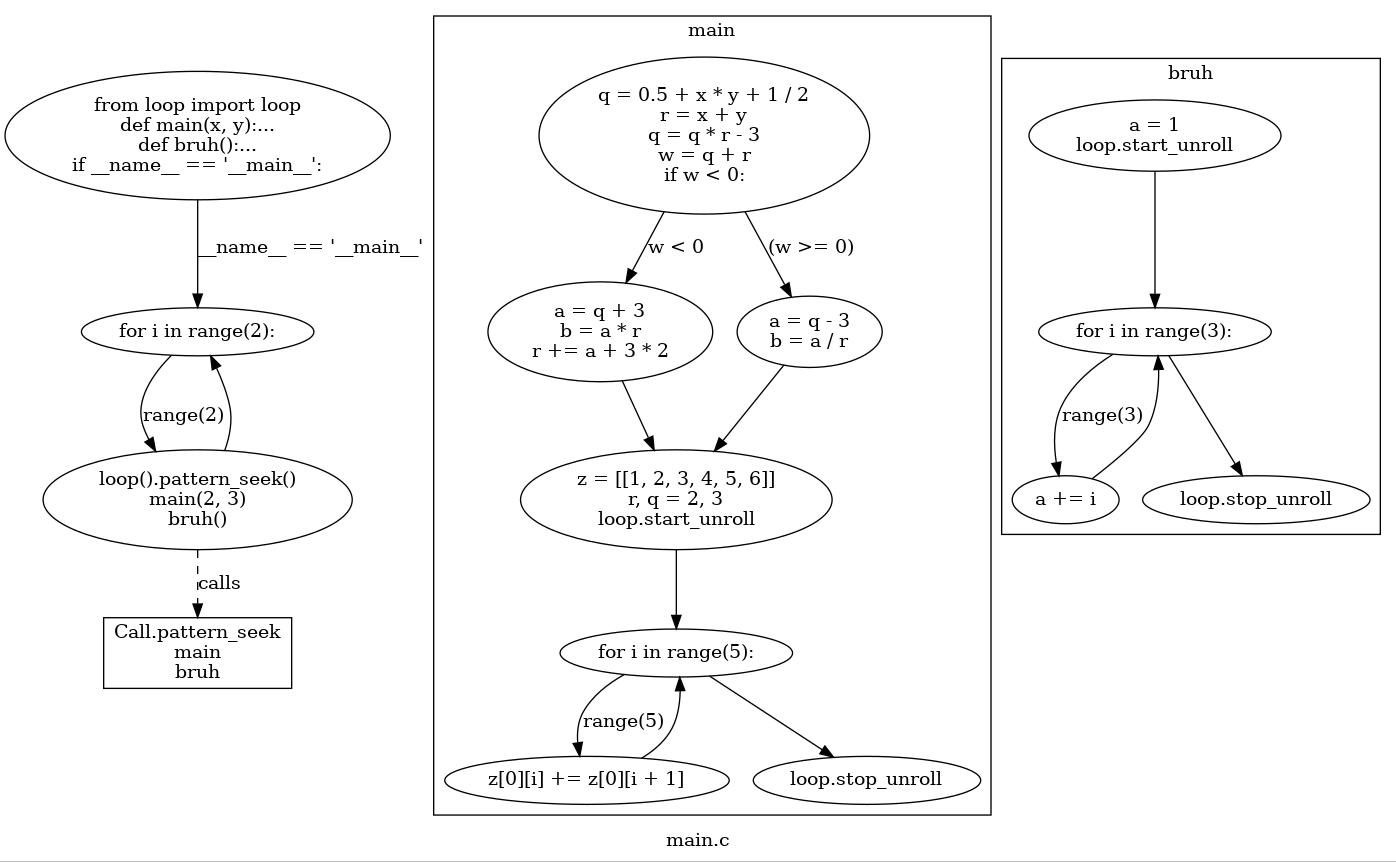 from loop import loop
def main(x, y):...
def bruh():...
if __name__ == '__main__':
__name__ == '__main__'
for i in range(2):
range(2)
loop().pattern_seek()
main(2, 3)
bruh()
calls
Call.pattern_seek
main
bruh
main
q = 0.5 + x * y + 1 / 2
r = x + y
q = q * r - 3
w = q + r
if w < 0:
w < 0
(w >= 0)
a = q + 3
b = a * r
r += a + 3 * 2
a = q - 3
b = a / r
z = [[1, 2, 3, 4, 5, 6]]
r, q = 2, 3
loop.start_unroll
for i in range(5):
range(5)
z[0][i] += z[0][i + 1]
loop.stop_unroll
bruh
a = 1
loop.start_unroll
for i in range(3):
range(3)
a += i
loop.stop_unroll
main.c